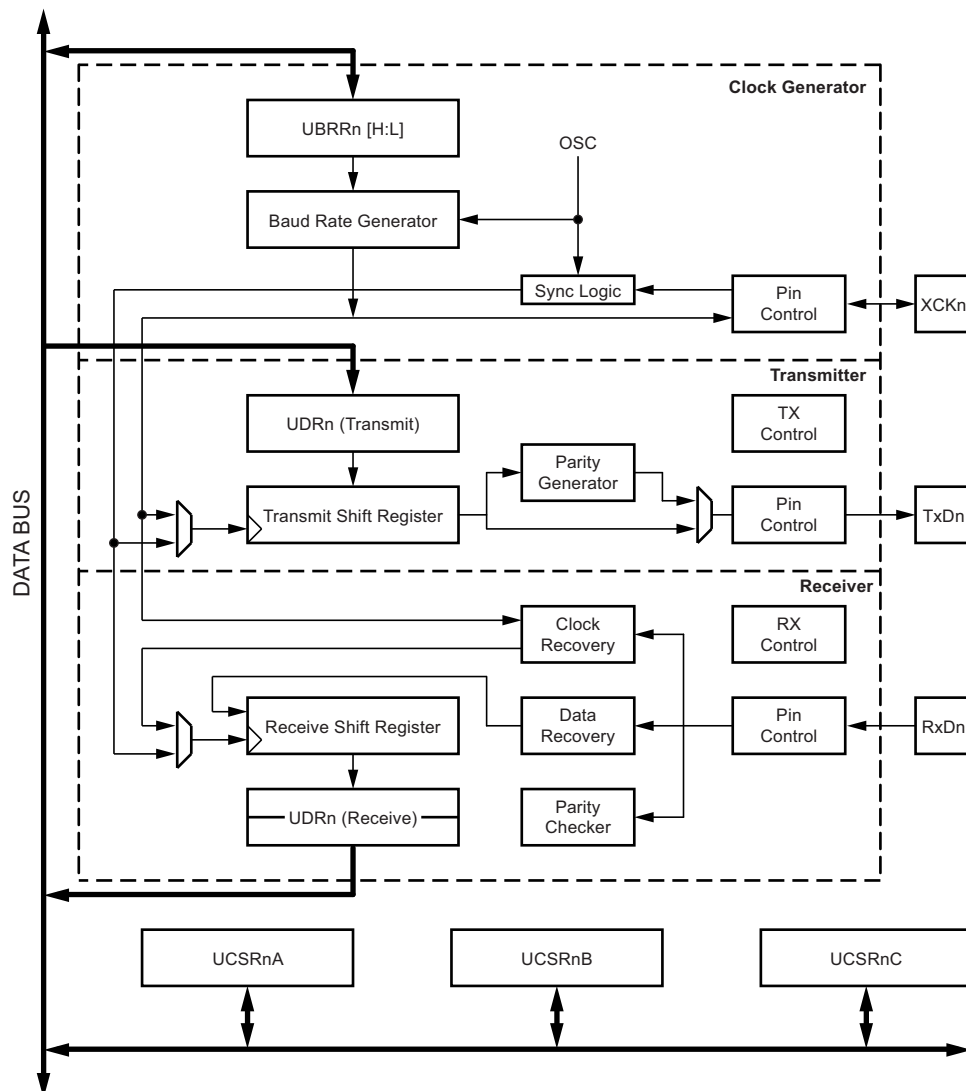 Clock Generator
UBRRn [H:L]
OSC
Baud Rate Generator
Sync Logic
Pin
Control
XCKn
Transmitter
UDRn (Transmit)
TX
Control
Parity
Generator
Transmit Shift Register
Pin
Control
TxDn
DATA BUS
Receiver
Clock
Recovery
RX
Control
Receive Shift Register
Data
Recovery
Pin
Control
RxDn
UDRn (Receive)
Parity
Checker
UCSRnA
UCSRnB
UCSRnC